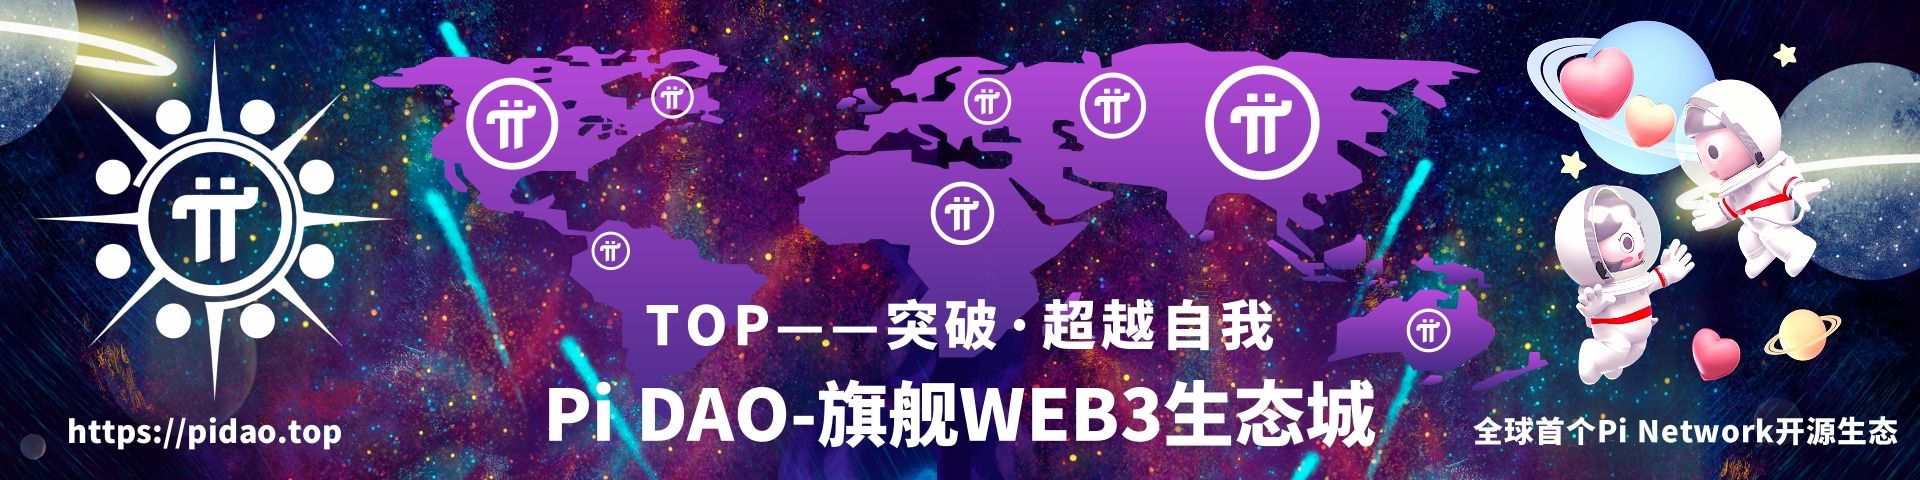 TOP——突破·超越自我
Pi DAO-旗舰WEB3生态城
https://pidao.top
全球首个Pi Network开源生态